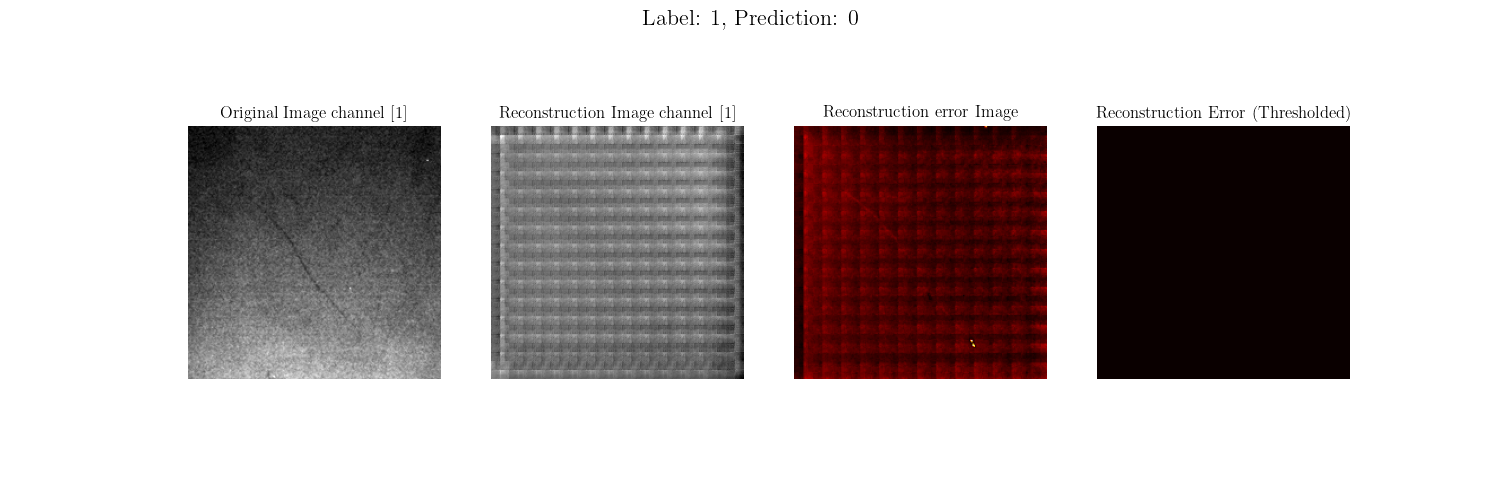 Label: 1, Prediction: 0
Original Image channel [1]
Reconstruction Image channel [1]
Reconstruction error Image
Reconstruction Error (Thresholded)